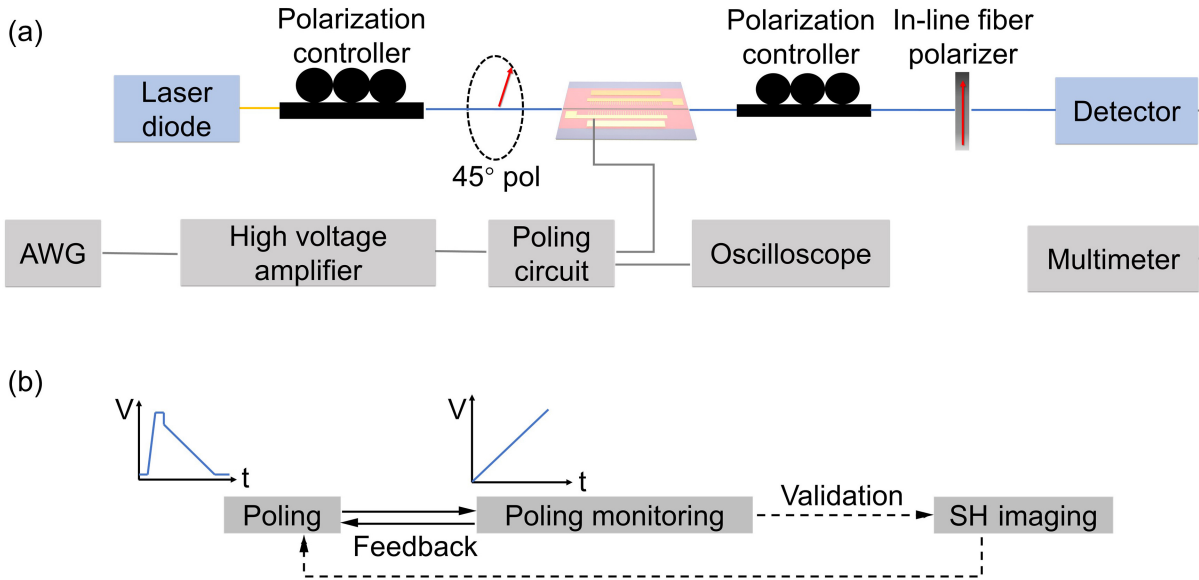 (a)
Polarization
controller
Polarization
controller
In-line fiber
polarizer
Laser
diode
45° pol
Detector
AWG
High voltage
amplifier
Poling
circuit
Oscilloscope
Multimeter
(b)
V
t
V
t
Poling
Feedback
Poling monitoring
Validation
SH imaging